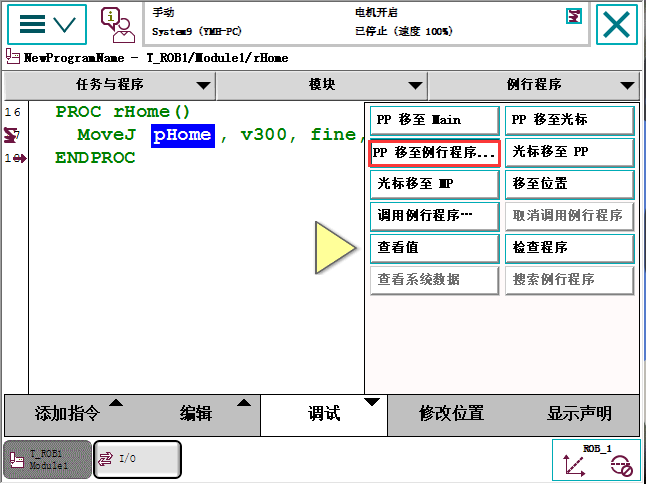 手动
电机开启
System9 (YMH-PC)
已停止 (速度 100%)
NewProgramName - T_ROB1/Module1/rHome
任务与程序
模块
例行程序
16 PROC rHome()
MoveJ pHome, v300, fine,
ENDPROC
PP 移至 Main
PP 移至光标
PP 移至例行程序...
光标移至 PP
光标移至 MP
移至位置
调用例行程序…
取消调用例行程序
查看值
检查程序
查看系统数据
搜索例行程序
添加指令
编辑
调试
修改位置
显示声明
T_ROB1
Module1
I/O
ROB_1